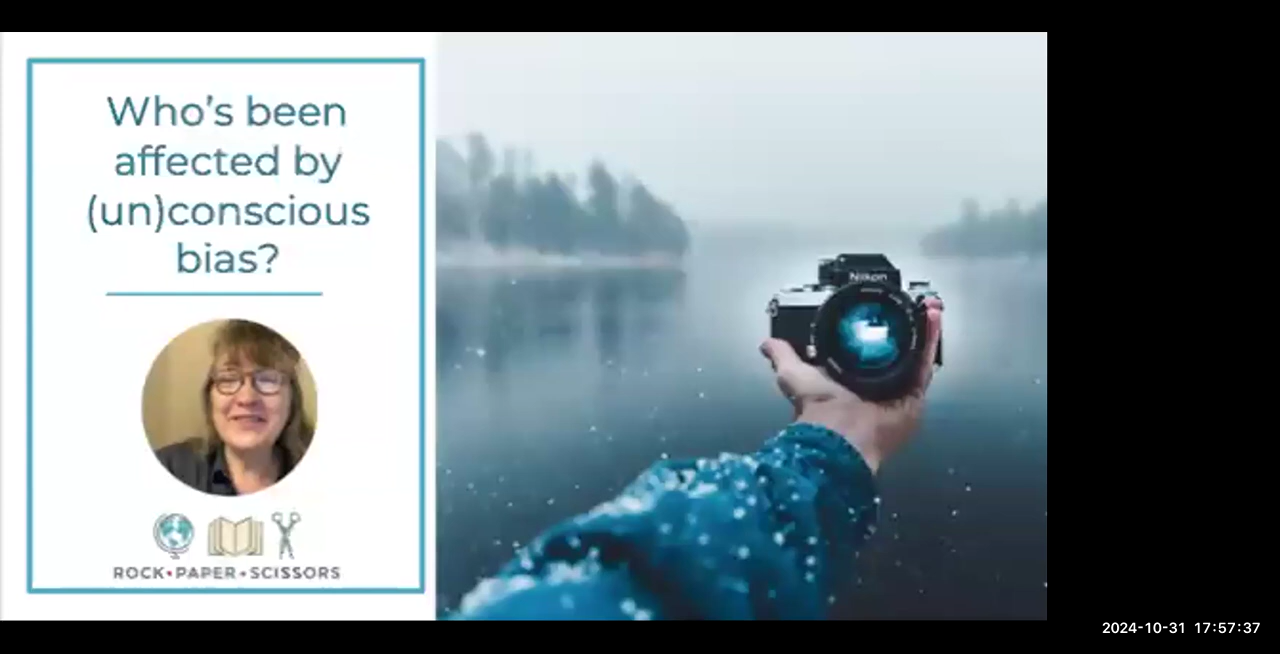 Who's been
affected by
(un)conscious
bias?
ROCK•PAPER•SCISSORS
Nikon
2024-10-31 17:57:37